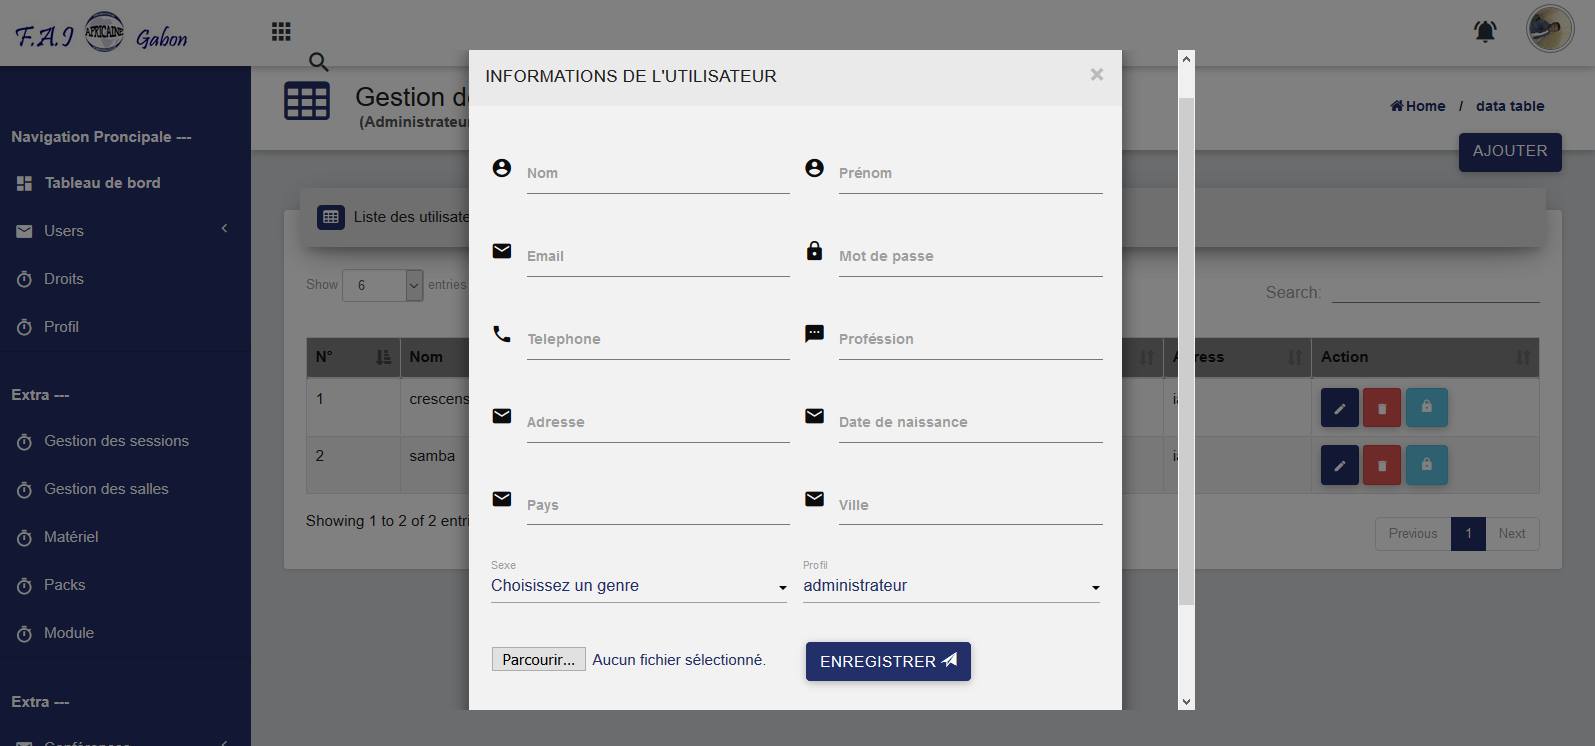 F.A.I AFRICAINE Gabon
Navigation Proncipale ---
Tableau de bord
Users
Droits
Profil
Extra ---
Gestion des sessions
Gestion des salles
Matériel
Packs
Module
Extra ---
Gestion
(Administrateur
Home / data table
AJOUTER
Liste des
Show 6 entries
Search:
N° Nom Action
1 crescens
2 samba
Showing 1 to 2 of 2
Previous 1 Next
INFORMATIONS DE L'UTILISATEUR ×
Nom Prénom
Email Mot de passe
Telephone Proféssion
Adresse Date de naissance
Pays Ville
Sexe Profil
Choisissez un genre administrateur
Parcourir... Aucun fichier sélectionné. ENREGISTRER